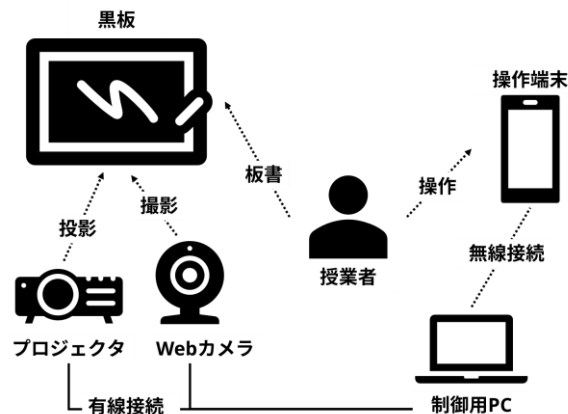 黒板
操作端末
板書
操作
撮影
投影
授業者
無線接続
プロジェクタ
Webカメラ
有線接続
制御用PC